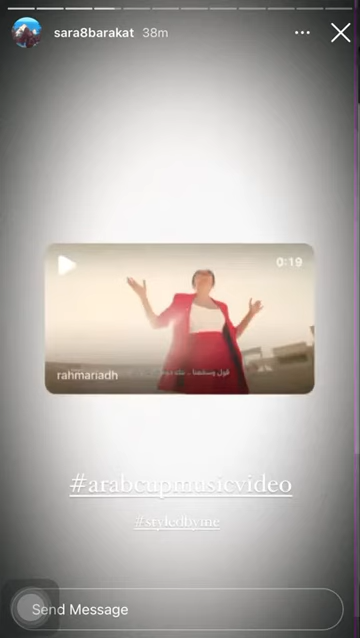 sara8barakat 38m
0:19
rahmariadh
#arabcupmusicvideo
#styledbyme
Send Message